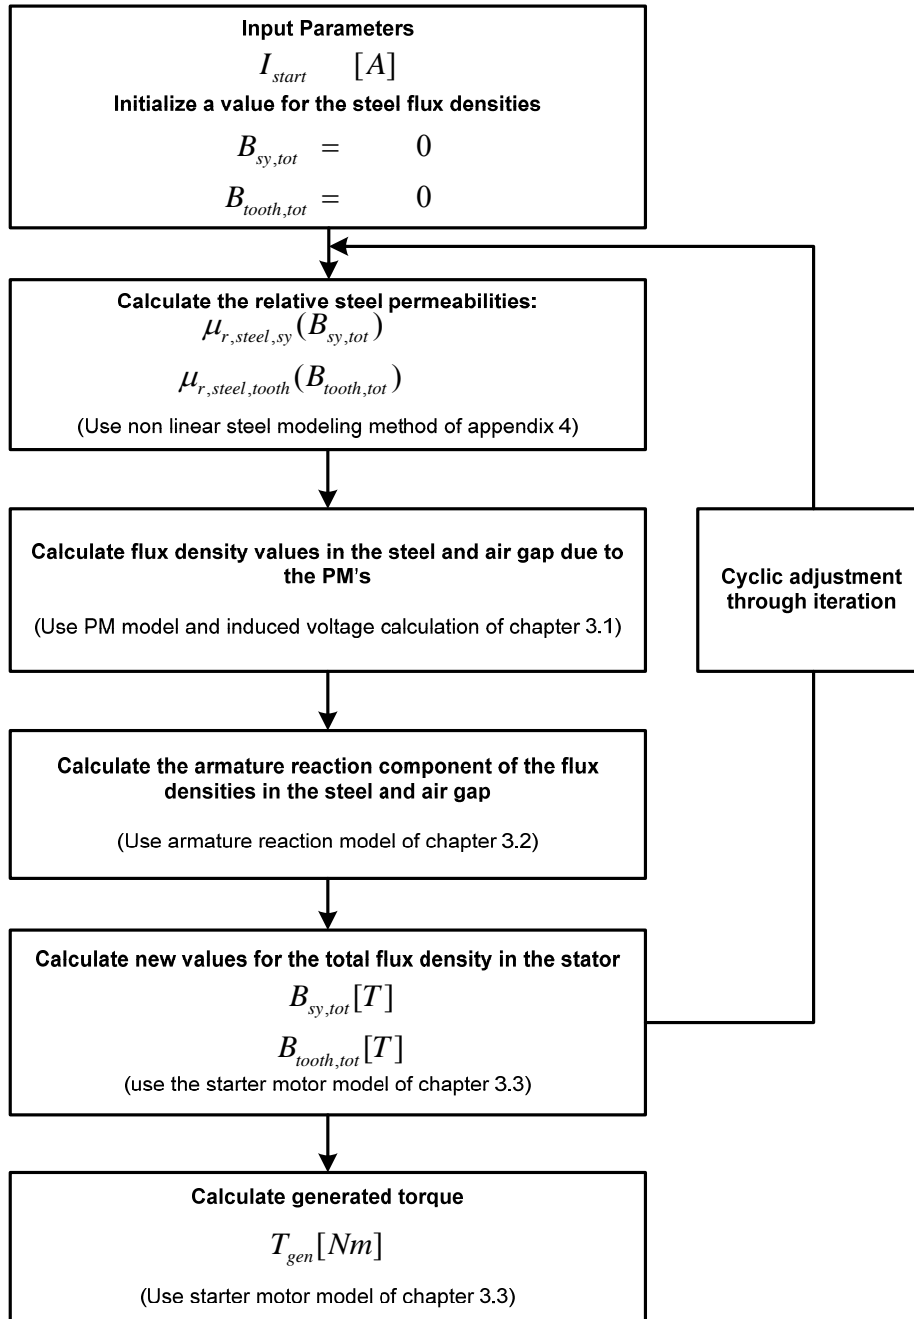 Input Parameters
I_start [A]
Initialize a value for the steel flux densities
B_sy,tot = 0
B_tooth,tot = 0
Calculate the relative steel permeabilities:
μ_r,steel,sy(B_sy,tot)
μ_r,steel,tooth(B_tooth,tot)
(Use non linear steel modeling method of appendix 4)
Calculate flux density values in the steel and air gap due to
the PM's
(Use PM model and induced voltage calculation of chapter 3.1)
Cyclic adjustment
through iteration
Calculate the armature reaction component of the flux
densities in the steel and air gap
(Use armature reaction model of chapter 3.2)
Calculate new values for the total flux density in the stator
B_sy,tot[T]
B_tooth,tot[T]
(use the starter motor model of chapter 3.3)
Calculate generated torque
T_gen[Nm]
(Use starter motor model of chapter 3.3)